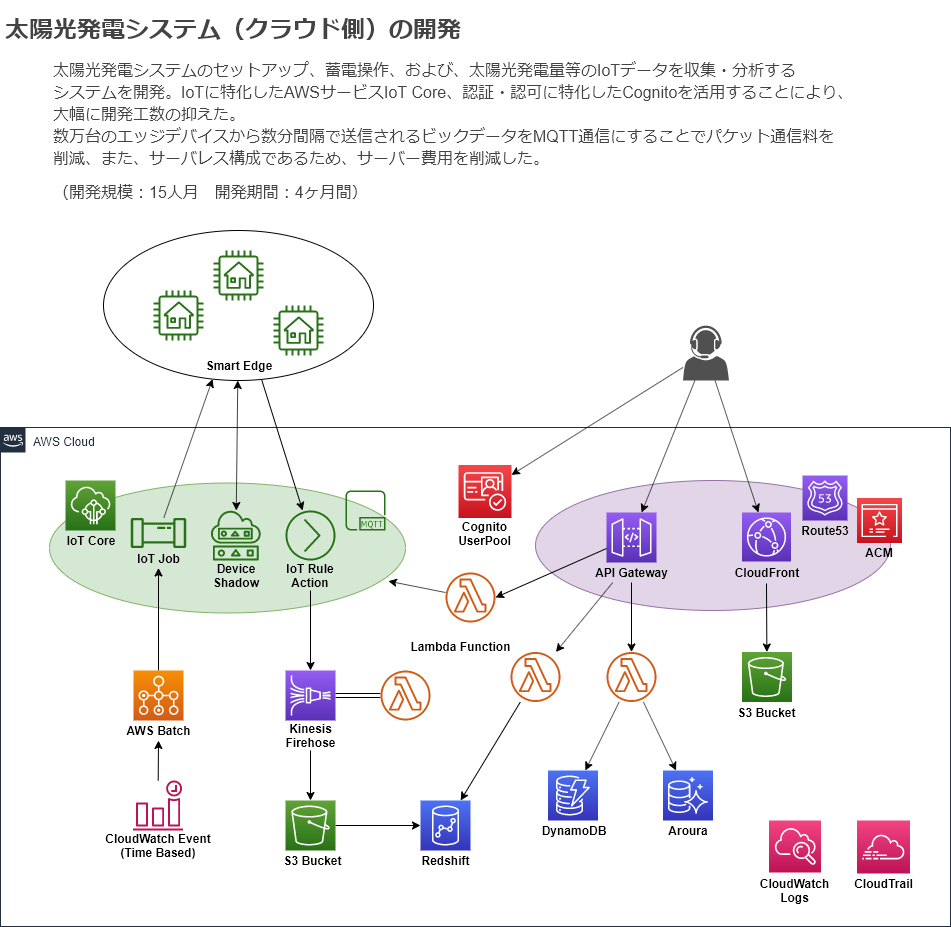 太陽光発電システム（クラウド側）の開発
太陽光発電システムのセットアップ、蓄電操作、および、太陽光発電量等のIoTデータを収集・分析する
システムを開発。IoTに特化したAWSサービスIoT Core、認証・認可に特化したCognitoを活用することにより、
大幅に開発工数の抑えた。
数万台のエッジデバイスから数分間隔で送信されるビックデータをMQTT通信にすることでパケット通信料を
削減、また、サーバレス構成であるため、サーバー費用を削減した。
（開発規模：15人月　開発期間：4ヶ月間）
Smart Edge
aws
AWS Cloud
IoT Core
IoT Job
Device
Shadow
IoT Rule
Action
MQTT
Cognito
UserPool
API Gateway
CloudFront
53
Route53
ACM
Lambda Function
AWS Batch
Kinesis
Firehose
S3 Bucket
CloudWatch Event
(Time Based)
S3 Bucket
Redshift
DynamoDB
Aroura
CloudWatch
Logs
CloudTrail